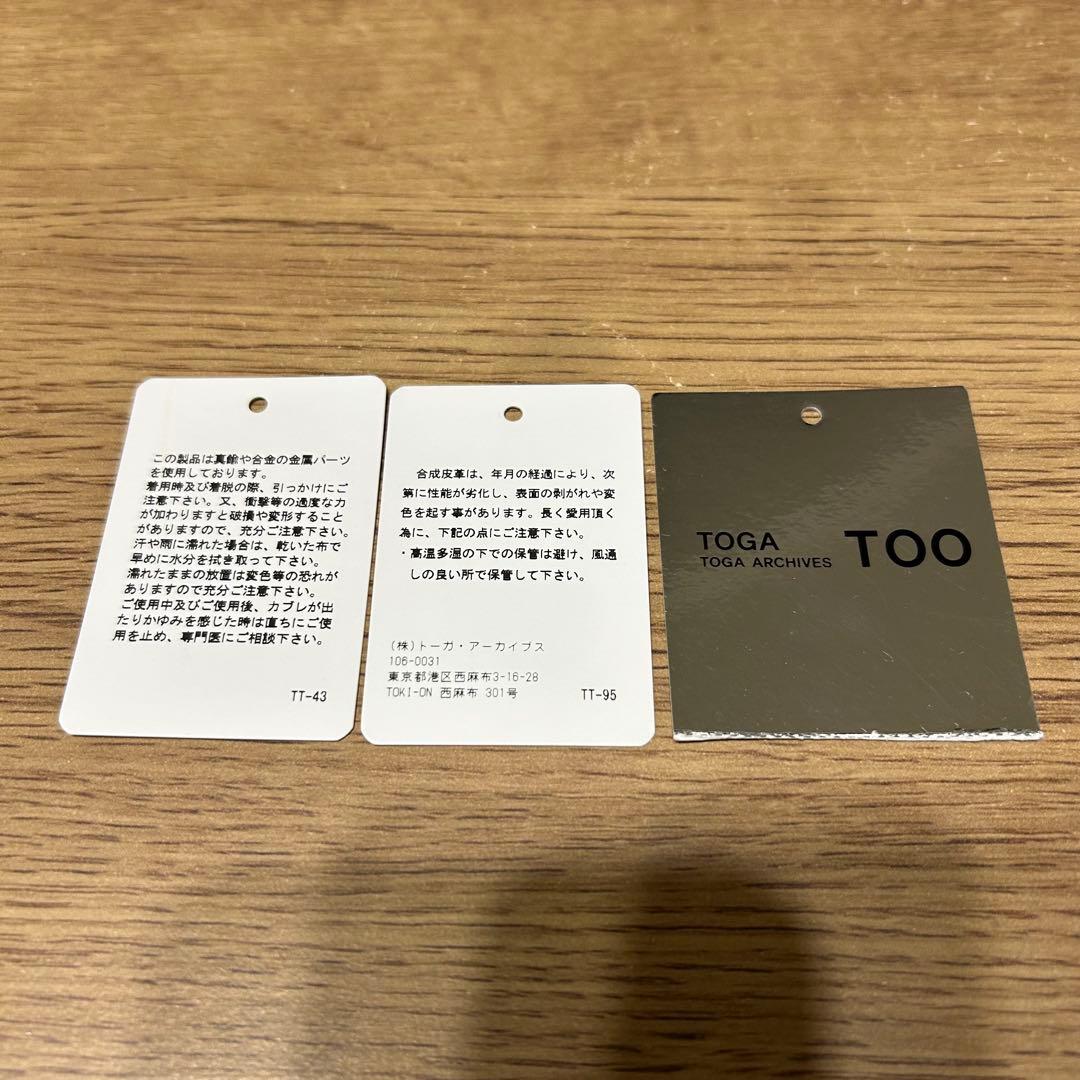 この製品は真鍮や合金の金属パーツ
を使用しております。
着用時及び着脱の際、引っかけにご
注意下さい。又、衝撃等の過度な力
が加わりますと破損や変形すること
がありますので、充分ご注意下さい。
汗や雨に濡れた場合は、乾いた布で
早めに水分を拭き取って下さい。
濡れたままの放置は変色等の恐れが
ありますので充分ご注意下さい。
ご使用中及びご使用後、カブレが出
たりかゆみを感じた時は直ちにご使
用を止め、専門医にご相談下さい。
TT-43
合成皮革は、年月の経過により、次
第に性能が劣化し、表面の剥がれや変
色を起す事があります。長く愛用頂く
為に、下記の点にご注意下さい。
・高温多湿の下での保管は避け、風通
しの良い所で保管して下さい。
(株)トーガ・アーカイブス
106-0031
東京都港区西麻布3-16-28
TOKI-ON 西麻布 301号
TT-95
TOGA
TOGA ARCHIVES
TOO